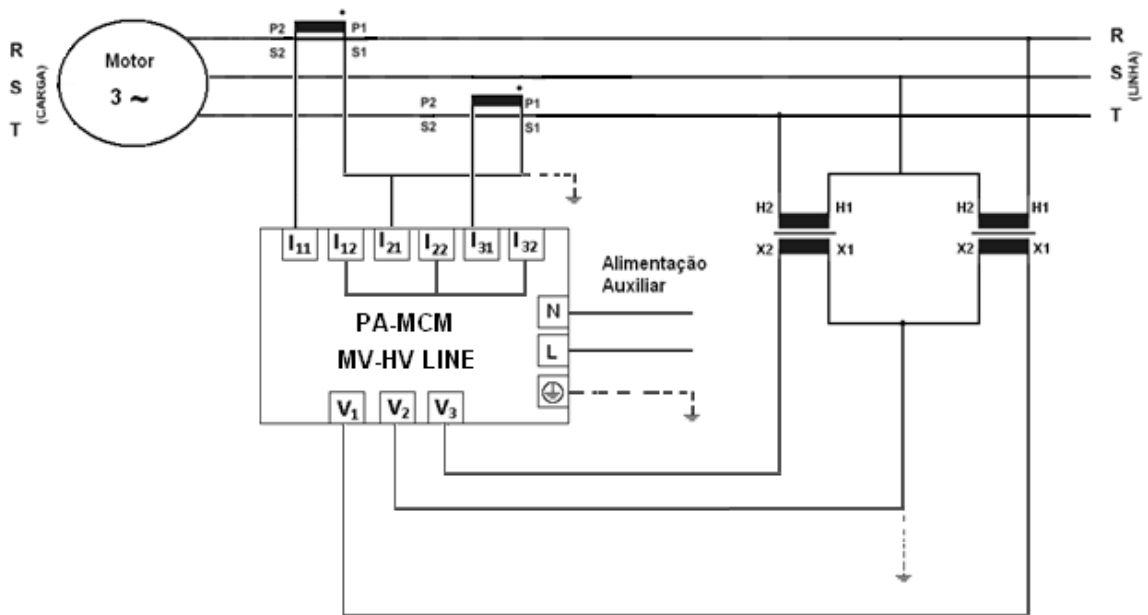 P2 P1
R
S2 S1
Motor
3 ~
S
T
(CARGA)
P2 P1
S2 S1
R
S
T
(LINHA)
H2 H1
H2 H1
X2 X1
X2 X1
I11 I12 I21 I22 I31 I32
Alimentação
Auxiliar
N
L
PA-MCM
MV-HV LINE
V1 V2 V3